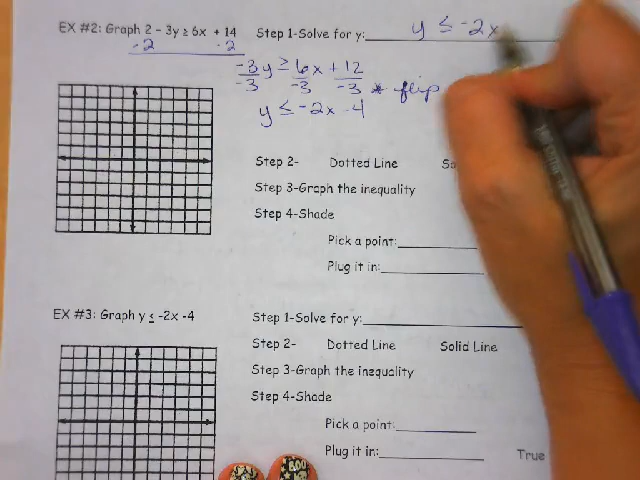 EX #2: Graph 2 - 3y ≥ 6x + 14
Step 1-Solve for y: y ≤ -2x
-2 -2
-3y ≥ 6x + 12
-3 -3 -3 * flip
y ≤ -2x - 4
Step 2- Dotted Line
Step 3-Graph the inequality
Step 4-Shade
Pick a point:
Plug it in:
EX #3: Graph y ≤ -2x -4
Step 1-Solve for y:
Step 2- Dotted Line Solid Line
Step 3-Graph the inequality
Step 4-Shade
Pick a point:
Plug it in: True
BOO